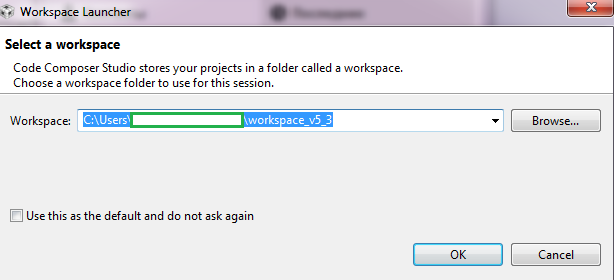 Workspace Launcher
Select a workspace
Code Composer Studio stores your projects in a folder called a workspace.
Choose a workspace folder to use for this session.
Workspace: C:\Users\ \workspace_v5_3 Browse...
Use this as the default and do not ask again
OK Cancel